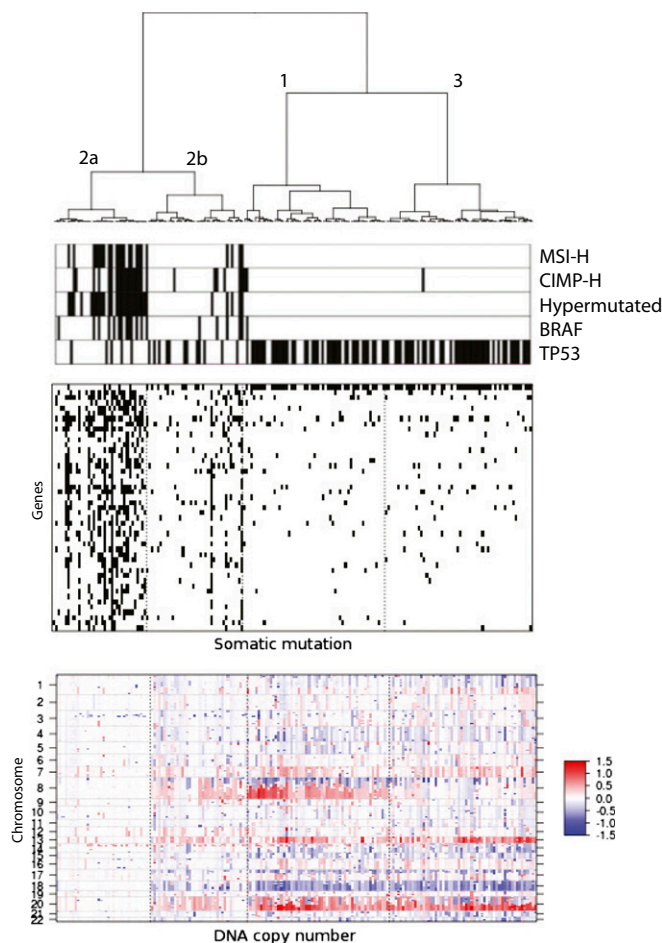 1
3
2a
2b
MSI-H
CIMP-H
Hypermutated
BRAF
TP53
Genes
Somatic mutation
Chromosome
1
2
3
4
5
6
7
8
9
10
11
12
13
14
15
16
17
18
19
20
21
22
1.5
1.0
0.5
0.0
-0.5
-1.0
-1.5
DNA copy number